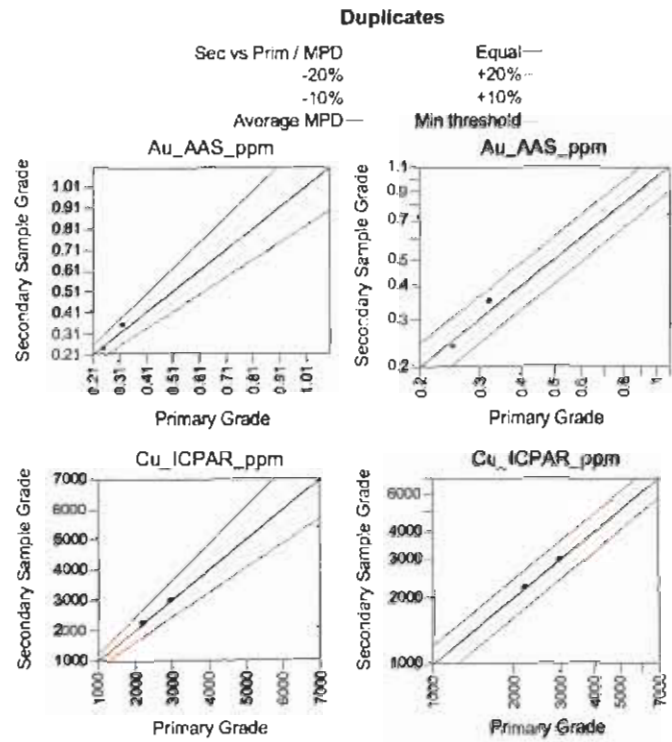 Duplicates
Sec vs Prim / MPD Equal
-20% +20%
-10% +10%
Average MPD Min threshold
Au_AAS_ppm Au_AAS_ppm
Secondary Sample Grade
1.01
0.91
0.81
0.71
0.61
0.51
0.41
0.31
0.21
0.21 0.31 0.41 0.51 0.61 0.71 0.81 0.91 1.01
Primary Grade
Secondary Sample Grade
1.1
0.9
0.7
0.5
0.4
0.3
0.2
0.2 0.3 0.4 0.5 0.6 0.8 1
Primary Grade
Cu_ICPAR_ppm Cu_ICPAR_ppm
Secondary Sample Grade
7000
6000
5000
4000
3000
2000
1000
1000 2000 3000 4000 5000 6000 7000
Primary Grade
Secondary Sample Grade
6000
4000
3000
2000
1000
1000 2000 3000 4000 5000 7000
Primary Grade